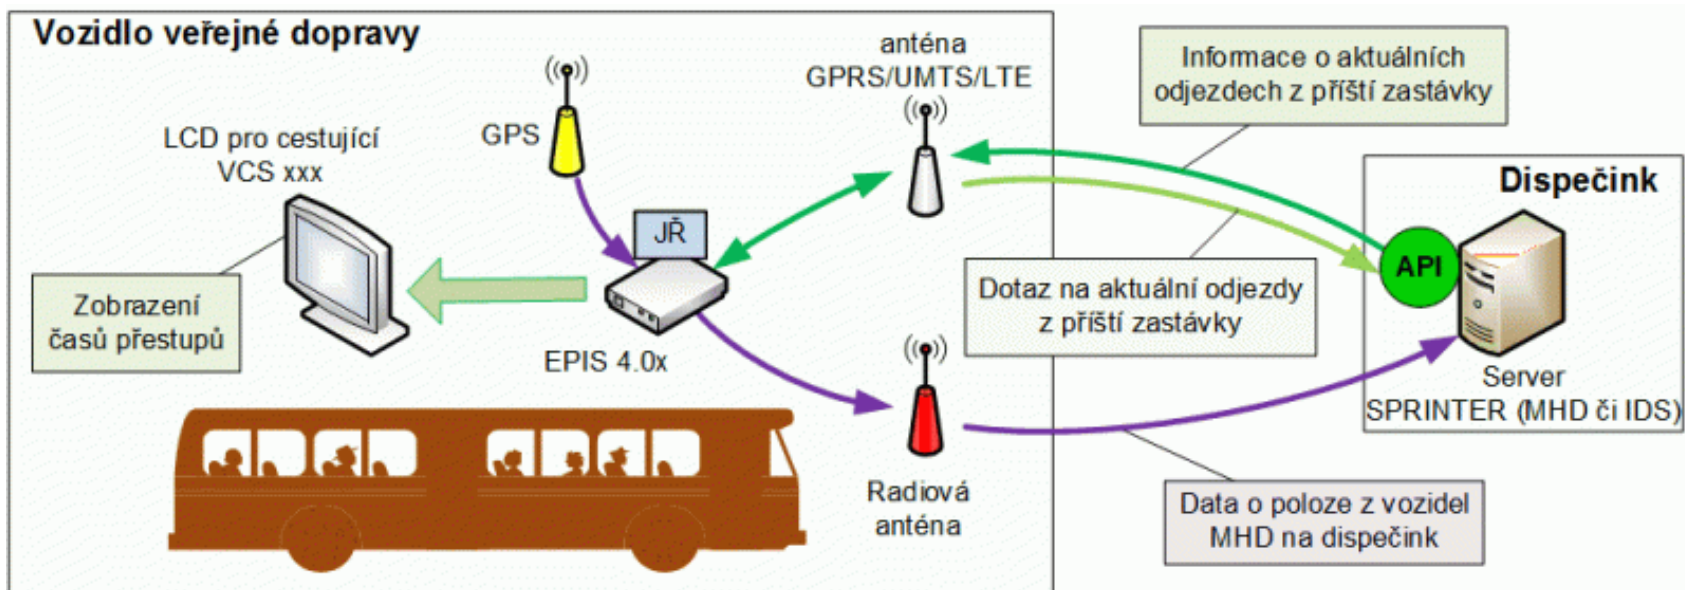 Vozidlo veřejné dopravy
anténa
GPRS/UMTS/LTE
Informace o aktuálních
odjezdech z příští zastávky
GPS
LCD pro cestující
VCS xxx
Dispečink
JŘ
API
Zobrazení
časů přestupů
Dotaz na aktuální odjezdy
z příští zastávky
EPIS 4.0x
Server
SPRINTER (MHD či IDS)
Radiová
anténa
Data o poloze z vozidel
MHD na dispečink